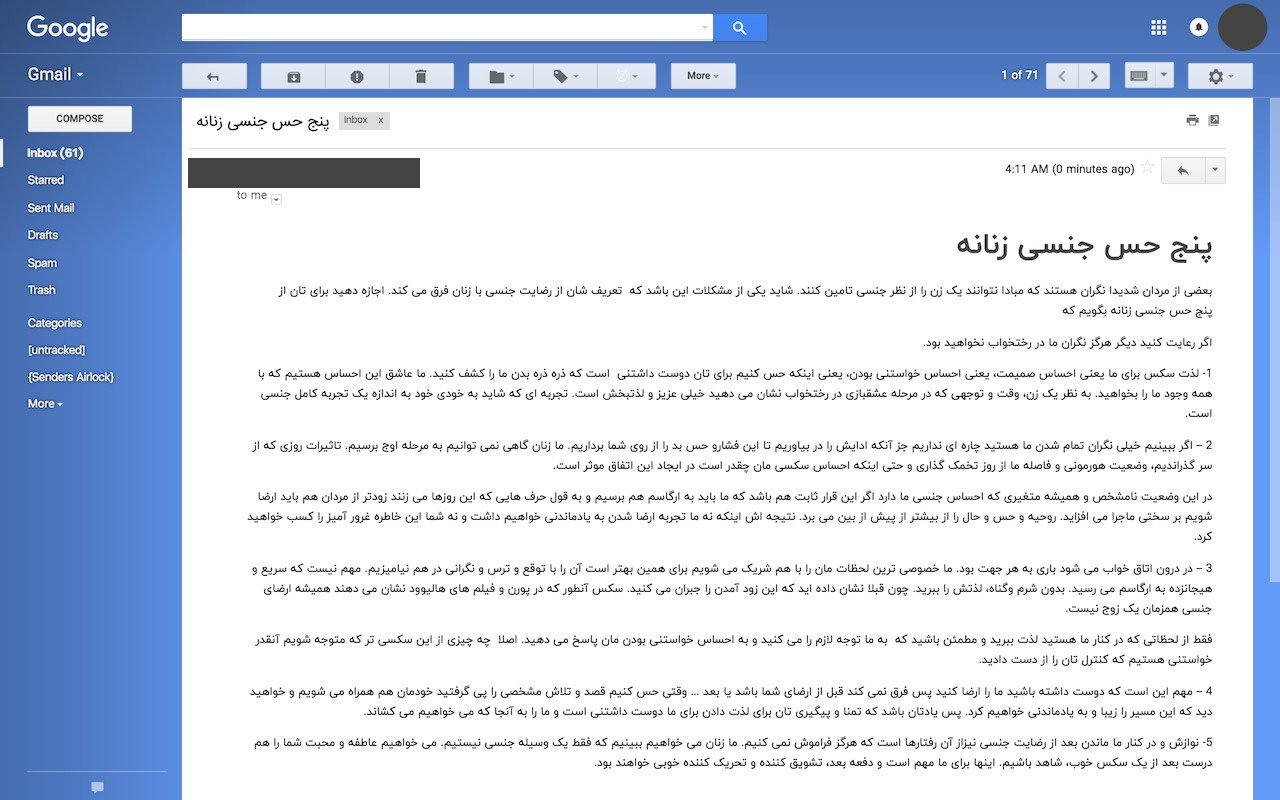 Google
Gmail
More
1 of 71
COMPOSE
Inbox (61)
Starred
Sent Mail
Drafts
Spam
Trash
Categories
[untracked]
{Senders Airlock}
More
پنج حس جنسی زنانه
Inbox x
4:11 AM (0 minutes ago)
to me
پنج حس جنسی زنانه
بعضی از مردان شدیدا نگران هستند که مبادا نتوانند یک زن را از نظر جنسی تامین کنند. شاید یکی از مشکلات این باشد که تعریف شان از رضایت جنسی با زنان فرق می کند. اجازه دهید برای تان از
پنج حس جنسی زنانه بگویم که
اگر رعایت کنید دیگر هرگز نگران ما در رختخواب نخواهید بود.
1- لذت سکس برای ما یعنی احساس صمیمت، یعنی احساس خواستنی بودن، یعنی اینکه حس کنیم برای تان دوست داشتنی است که ذره ذره بدن ما را کشف کنید. ما عاشق این احساس هستیم که با
همه وجود ما را بخواهید. به نظر یک زن، وقت و توجهی که در مرحله عشقبازی در رختخواب نشان می دهید خیلی عزیز و لذتبخش است. تجربه ای که شاید به خودی خود به اندازه یک تجربه کامل جنسی
است.
2 – اگر ببینیم خیلی نگران تمام شدن ما هستید چاره ای نداریم جز آنکه ادایش را در بیاوریم تا این فشارو حس بد را از روی شما برداریم. ما زنان گاهی نمی توانیم به مرحله اوج برسیم. تاثیرات روزی که از
سر گذراندیم، وضعیت هورمونی و فاصله ما از روز تخمک گذاری و حتی اینکه احساس سکسی مان چقدر است در ایجاد این اتفاق موثر است.
در این وضعیت نامشخص و همیشه متغیری که احساس جنسی ما دارد اگر این قرار ثابت هم باشد که ما باید به ارگاسم هم برسیم و به قول حرف هایی که این روزها می زنند زودتر از مردان هم باید ارضا
شویم بر سختی ماجرا می افزاید. روحیه و حس و حال را از بیشتر از پیش از بین می برد. نتیجه اش اینکه نه ما تجربه ارضا شدن به یادماندنی خواهیم داشت و نه شما این خاطره غرور آمیز را کسب خواهید
کرد.
3 – در درون اتاق خواب می شود باری به هر جهت بود. ما خصوصی ترین لحظات مان را با هم شریک می شویم برای همین بهتر است آن را با توقع و ترس و نگرانی در هم نیامیزیم. مهم نیست که سریع و
هیجانزده به ارگاسم می رسید. بدون شرم وگناه، لذتش را ببرید. چون قبلا نشان داده اید که این زود آمدن را جبران می کنید. سکس آنطور که در پورن و فیلم های هالیوود نشان می دهند همیشه ارضای
جنسی همزمان یک زوج نیست.
فقط از لحظاتی که در کنار ما هستید لذت ببرید و مطمئن باشید که به ما توجه لازم را می کنید و به احساس خواستنی بودن مان پاسخ می دهید. اصلا چه چیزی از این سکسی تر که متوجه شویم آنقدر
خواستنی هستیم که کنترل تان را از دست دادید.
4 – مهم این است که دوست داشته باشید ما را ارضا کنید پس فرق نمی کند قبل از ارضای شما باشد یا بعد ... وقتی حس کنیم قصد و تلاش مشخصی را پی گرفتید خودمان هم همراه می شویم و خواهید
دید که این مسیر را زیبا و به یادماندنی خواهیم کرد. پس یادتان باشد که تمنا و پیگیری تان برای لذت دادن برای ما دوست داشتنی است و ما را به آنجا که می خواهیم می کشاند.
5- نوازش و در کنار ما ماندن بعد از رضایت جنسی نیزاز آن رفتارها است که هرگز فراموش نمی کنیم. ما زنان می خواهیم ببینیم که فقط یک وسیله جنسی نیستیم. می خواهیم عاطفه و محبت شما را هم
درست بعد از یک سکس خوب، شاهد باشیم. اینها برای ما مهم است و دفعه بعد، تشویق کننده و تحریک کننده خوبی خواهند بود.